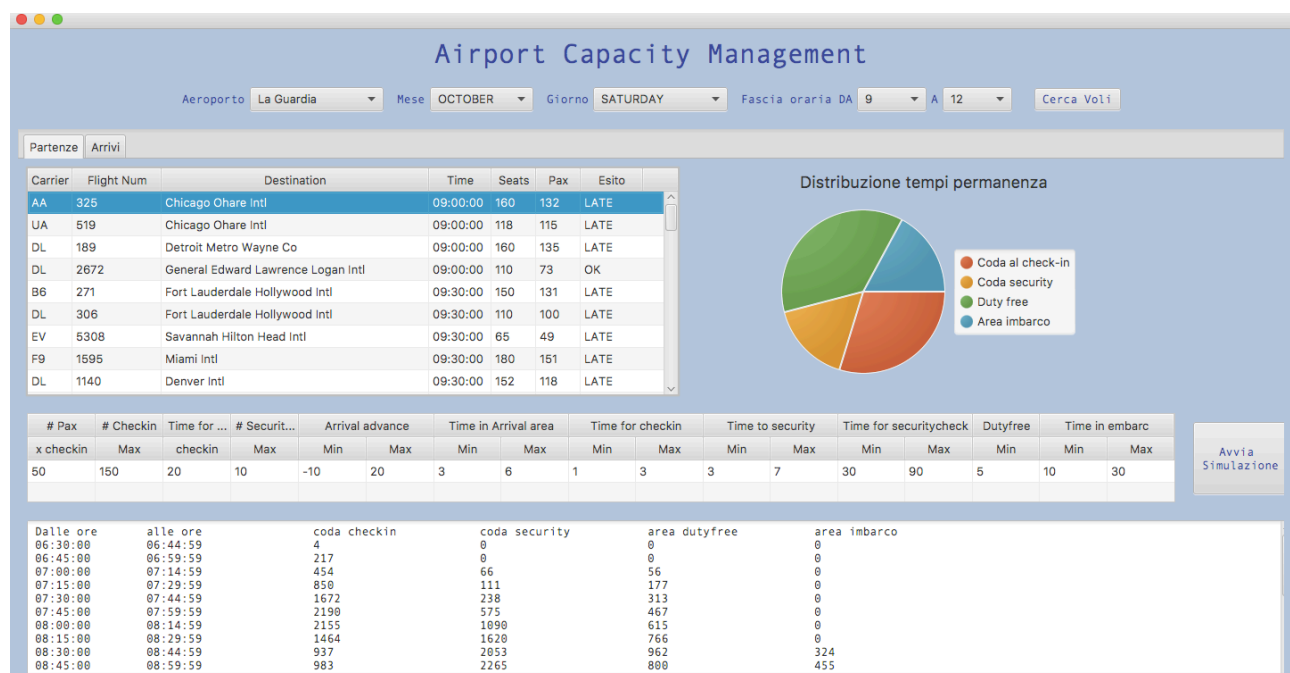 Airport Capacity Management
Aeroporto La Guardia Mese OCTOBER Giorno SATURDAY Fascia oraria DA 9 A 12 Cerca Voli
Partenze Arrivi
Carrier Flight Num Destination Time Seats Pax Esito
AA 325 Chicago Ohare Intl 09:00:00 160 132 LATE
UA 519 Chicago Ohare Intl 09:00:00 118 115 LATE
DL 189 Detroit Metro Wayne Co 09:00:00 160 135 LATE
DL 2672 General Edward Lawrence Logan Intl 09:00:00 110 73 OK
B6 271 Fort Lauderdale Hollywood Intl 09:30:00 150 131 LATE
DL 306 Fort Lauderdale Hollywood Intl 09:30:00 110 100 LATE
EV 5308 Savannah Hilton Head Intl 09:30:00 65 49 LATE
F9 1595 Miami Intl 09:30:00 180 151 LATE
DL 1140 Denver Intl 09:30:00 152 118 LATE
Distribuzione tempi permanenza
Coda al check-in
Coda security
Duty free
Area imbarco
# Pax # Checkin Time for ... # Securit... Arrival advance Time in Arrival area Time for checkin Time to security Time for securitycheck Dutyfree Time in embarc
x checkin Max checkin Max Min Max Min Max Min Max Min Max Min Max Min Min Max
50 150 20 10 -10 20 3 6 1 3 3 7 30 90 5 10 30
Avvia
Simulazione
Dalle ore alle ore coda checkin coda security area dutyfree area imbarco
06:30:00 06:44:59 4 0 0 0
06:45:00 06:59:59 217 0 0 0
07:00:00 07:14:59 454 66 56 0
07:15:00 07:29:59 850 111 177 0
07:30:00 07:44:59 1672 238 313 0
07:45:00 07:59:59 2190 575 467 0
08:00:00 08:14:59 2155 1090 615 0
08:15:00 08:29:59 1464 1620 766 0
08:30:00 08:44:59 937 2053 962 324
08:45:00 08:59:59 983 2265 800 455